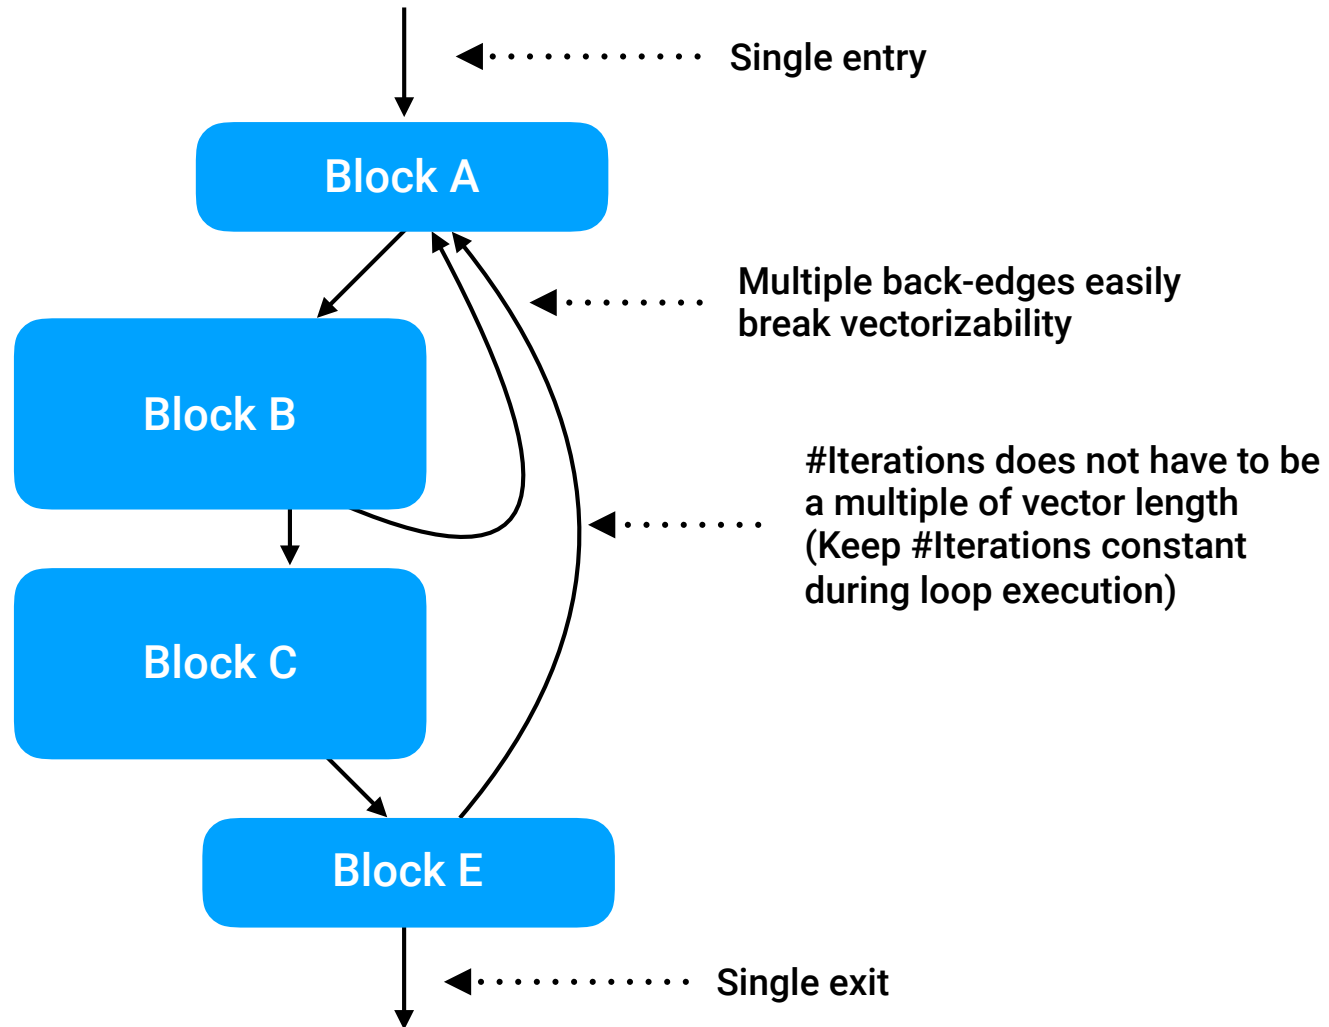 Single entry
Block A
Multiple back-edges easily
break vectorizability
Block B
#Iterations does not have to be
a multiple of vector length
(Keep #Iterations constant
during loop execution)
Block C
Block E
Single exit